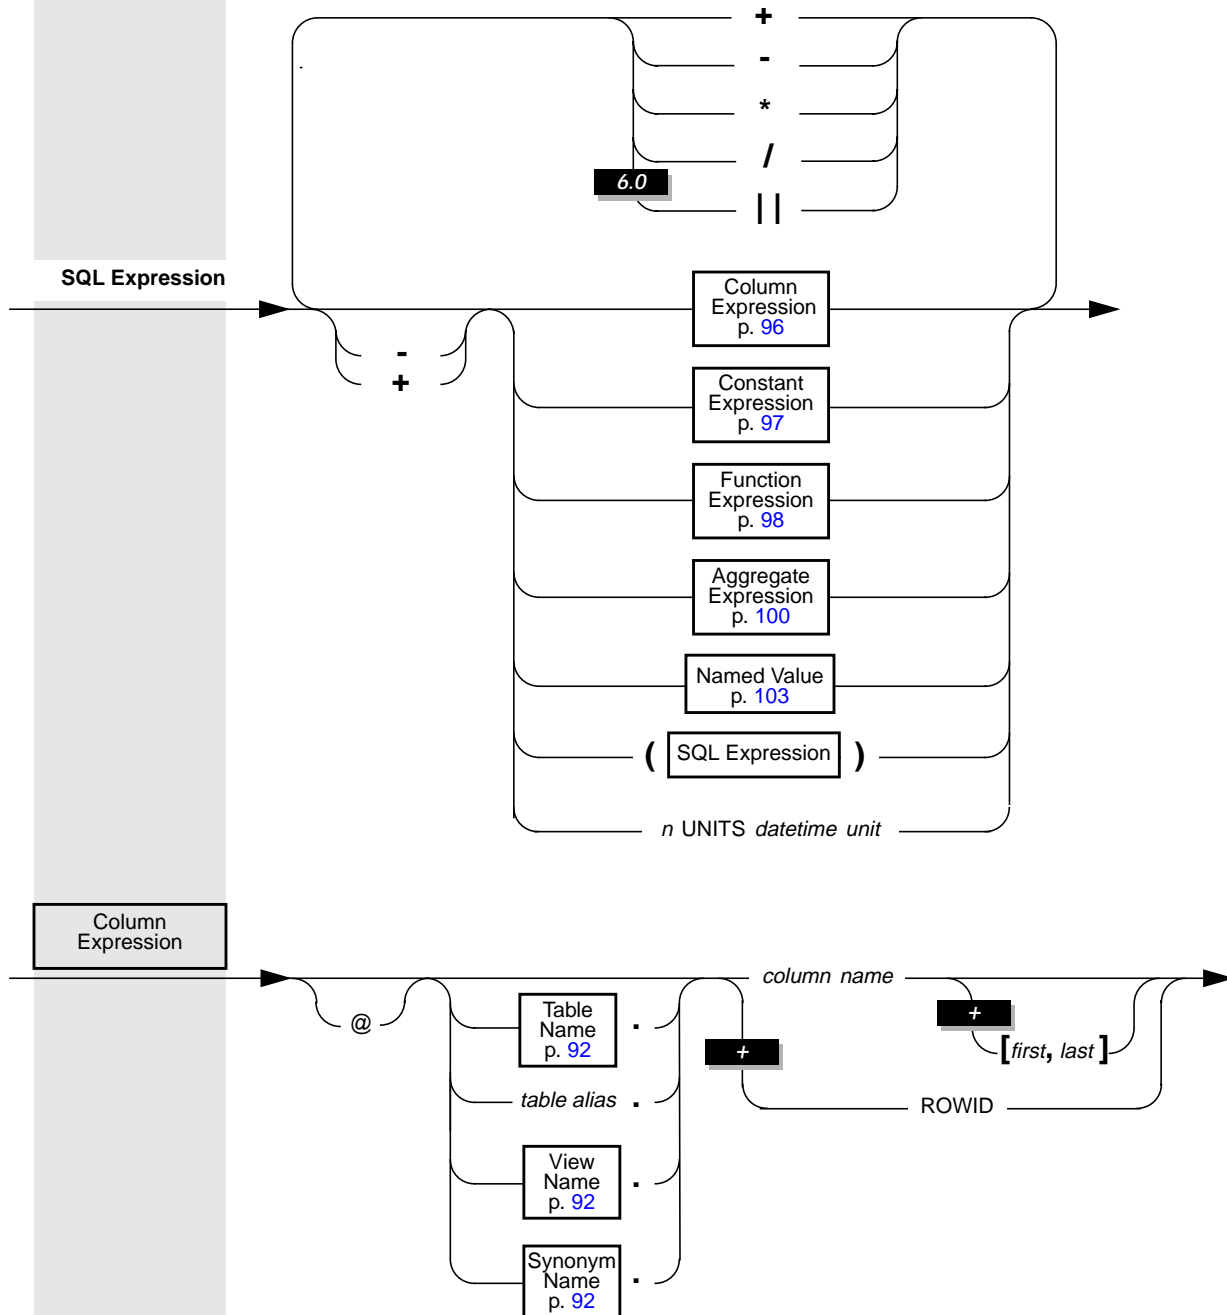 +
-
*
/
6.0
||
SQL Expression
Column
Expression
p. 96
-
+
Constant
Expression
p. 97
Function
Expression
p. 98
Aggregate
Expression
p. 100
Named Value
p. 103
( SQL Expression )
n UNITS datetime unit
Column
Expression
column name
@
Table
Name
p. 92
.
+
+
[first, last ]
table alias .
ROWID
View
Name
p. 92
.
Synonym
Name
p. 92
.